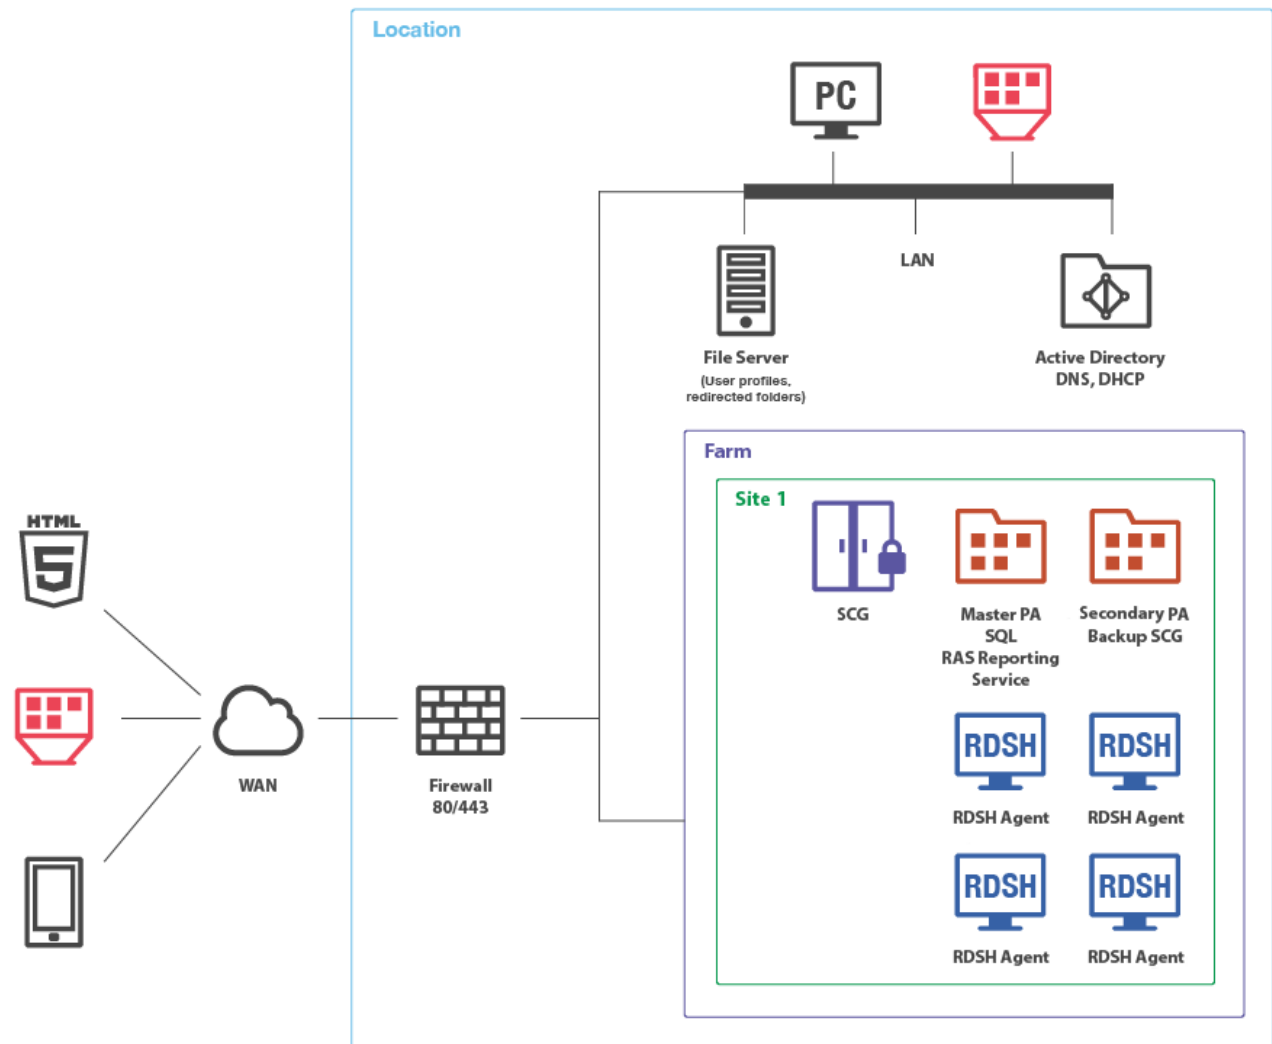 Location
PC
LAN
File Server
(User profiles,
redirected folders)
Active Directory
DNS, DHCP
Farm
Site 1
HTML
5
SCG
Master PA
SQL
RAS Reporting
Service
Secondary PA
Backup SCG
WAN
Firewall
80/443
RDSH
RDSH
RDSH Agent
RDSH Agent
RDSH
RDSH
RDSH Agent
RDSH Agent